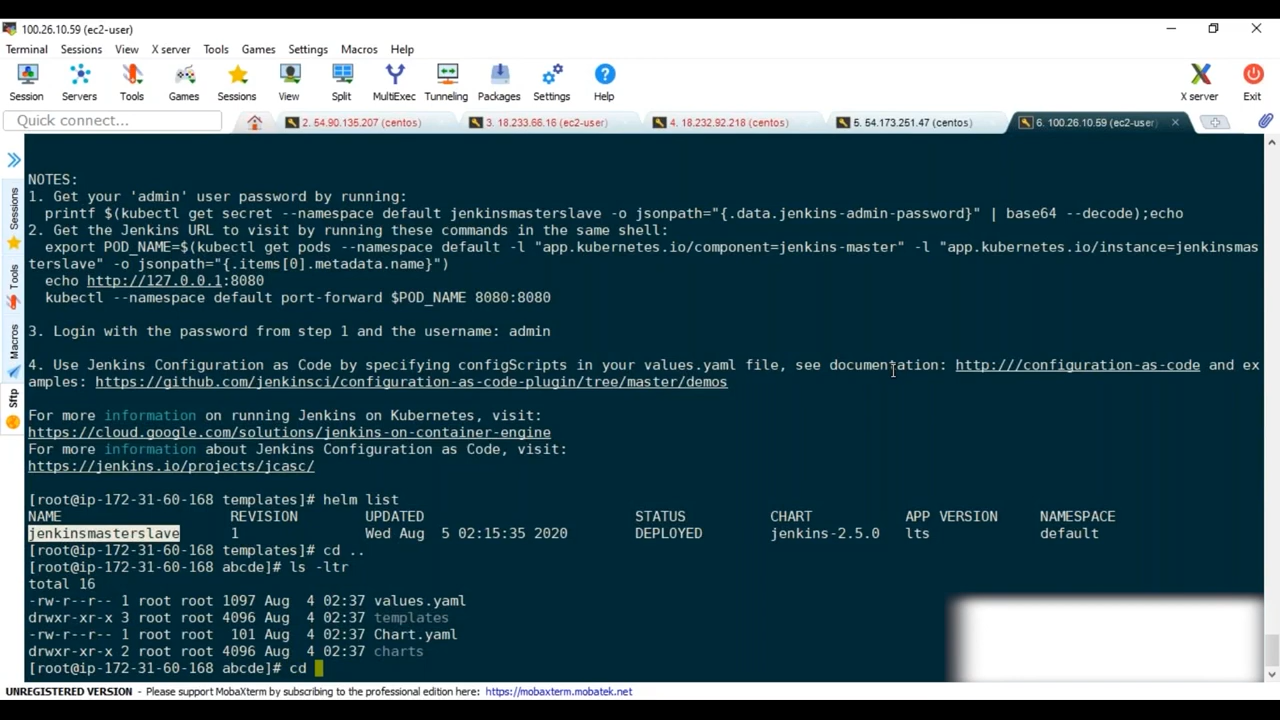 100.26.10.59 (ec2-user)
Terminal Sessions View X server Tools Games Settings Macros Help
Session Servers Tools Games Sessions View Split MultiExec Tunneling Packages Settings Help X server Exit
Quick connect... 2. 54.90.135.207 (centos) 3. 18.233.66.16 (ec2-user) 4. 18.232.92.218 (centos) 5. 54.173.251.47 (centos) 6. 100.26.10.59 (ec2-user)
Sessions
Tools
Macros
Sftp
NOTES:
1. Get your 'admin' user password by running:
printf $(kubectl get secret --namespace default jenkinsmasterslave -o jsonpath="{.data.jenkins-admin-password}" | base64 --decode);echo
2. Get the Jenkins URL to visit by running these commands in the same shell:
export POD_NAME=$(kubectl get pods --namespace default -l "app.kubernetes.io/component=jenkins-master" -l "app.kubernetes.io/instance=jenkinsmas
terslave" -o jsonpath="{.items[0].metadata.name}")
echo http://127.0.0.1:8080
kubectl --namespace default port-forward $POD_NAME 8080:8080
3. Login with the password from step 1 and the username: admin
4. Use Jenkins Configuration as Code by specifying configScripts in your values.yaml file, see documentation: http:///configuration-as-code and ex
amples: https://github.com/jenkinsci/configuration-as-code-plugin/tree/master/demos
For more information on running Jenkins on Kubernetes, visit:
https://cloud.google.com/solutions/jenkins-on-container-engine
For more information about Jenkins Configuration as Code, visit:
https://jenkins.io/projects/jcasc/
[root@ip-172-31-60-168 templates]# helm list
NAME REVISION UPDATED STATUS CHART APP VERSION NAMESPACE
jenkinsmasterslave 1 Wed Aug 5 02:15:35 2020 DEPLOYED jenkins-2.5.0 lts default
[root@ip-172-31-60-168 templates]# cd ..
[root@ip-172-31-60-168 abcde]# ls -ltr
total 16
-rw-r--r-- 1 root root 1097 Aug 4 02:37 values.yaml
drwxr-xr-x 3 root root 4096 Aug 4 02:37 templates
-rw-r--r-- 1 root root 101 Aug 4 02:37 Chart.yaml
drwxr-xr-x 2 root root 4096 Aug 4 02:37 charts
[root@ip-172-31-60-168 abcde]# cd
UNREGISTERED VERSION - Please support MobaXterm by subscribing to the professional edition here: https://mobaxterm.mobatek.net